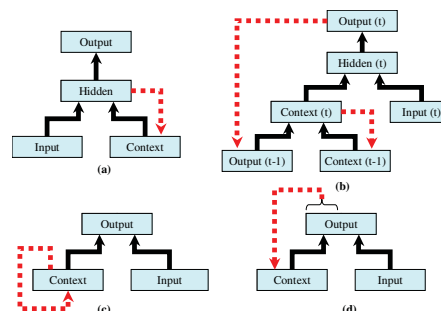 Output
Hidden
Input
Context
(a)
Output (t)
Hidden (t)
Context (t)
Input (t)
Output (t-1)
Context (t-1)
(b)
Output
Context
Input
(c)
Output
Context
Input
(d)